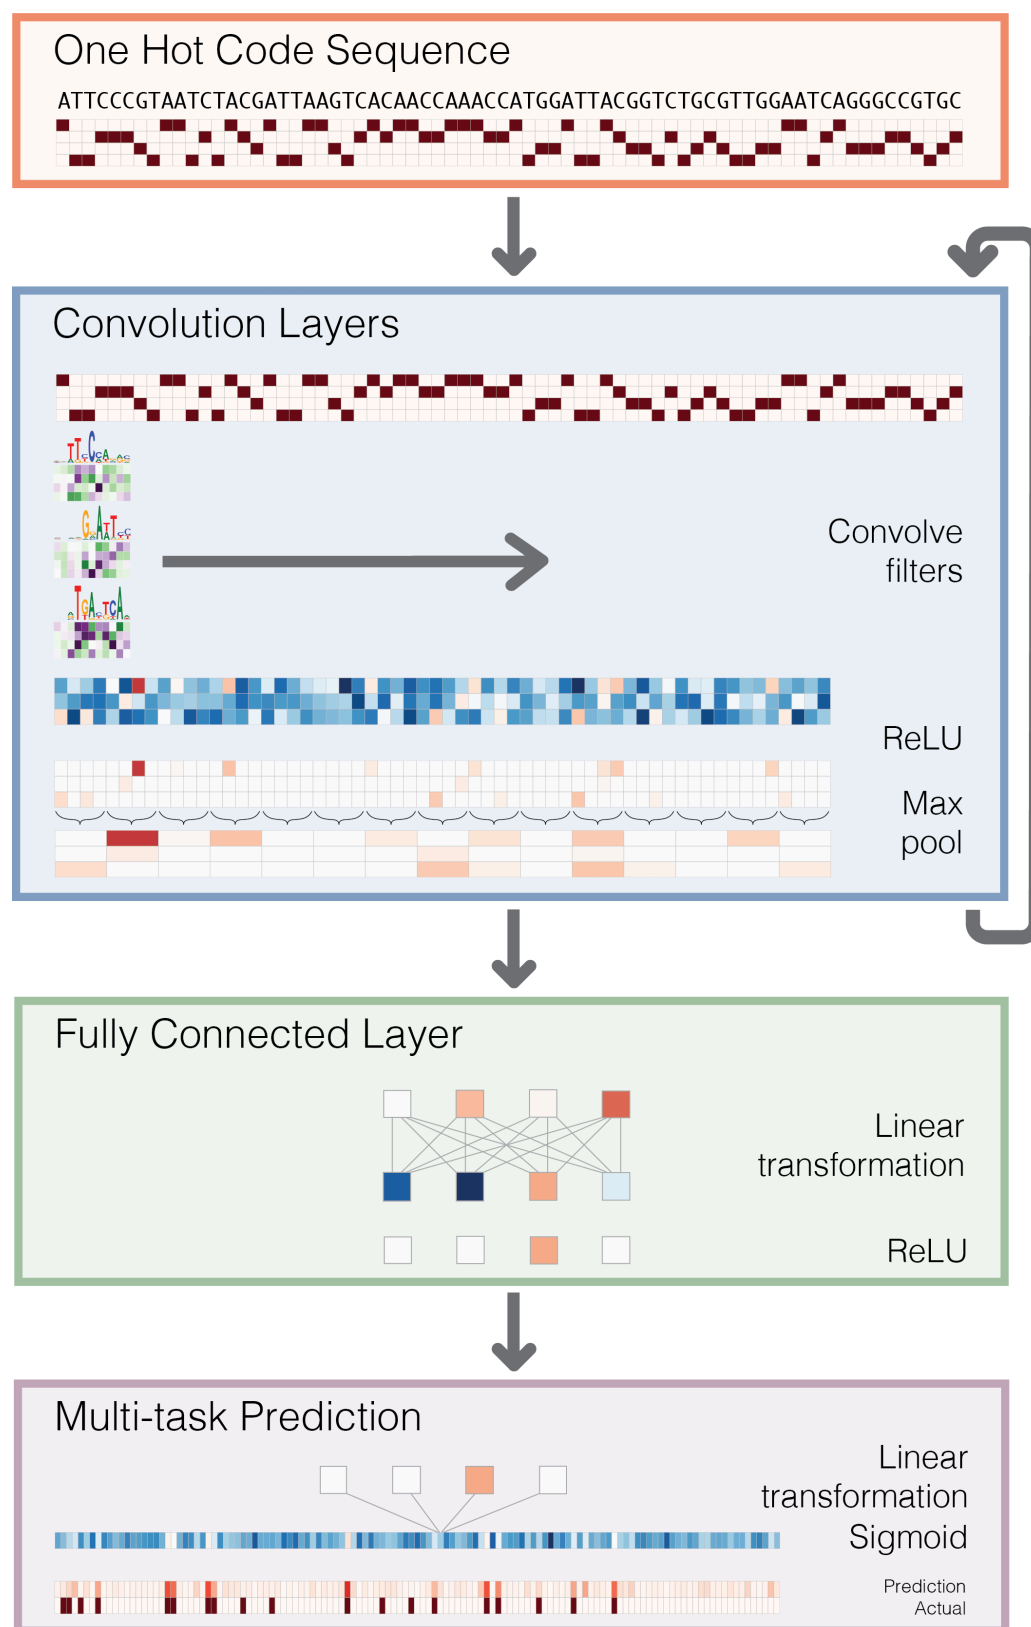 One Hot Code Sequence
ATTCCCGTAATCTACGATTAAGTCACAACCAAACCATGGATTACGGTCTGCGTTGGAATCAGGGCCGTGC
Convolution Layers
Convolve
filters
ReLU
Max
pool
Fully Connected Layer
Linear
transformation
ReLU
Multi-task Prediction
Linear
transformation
Sigmoid
Prediction
Actual